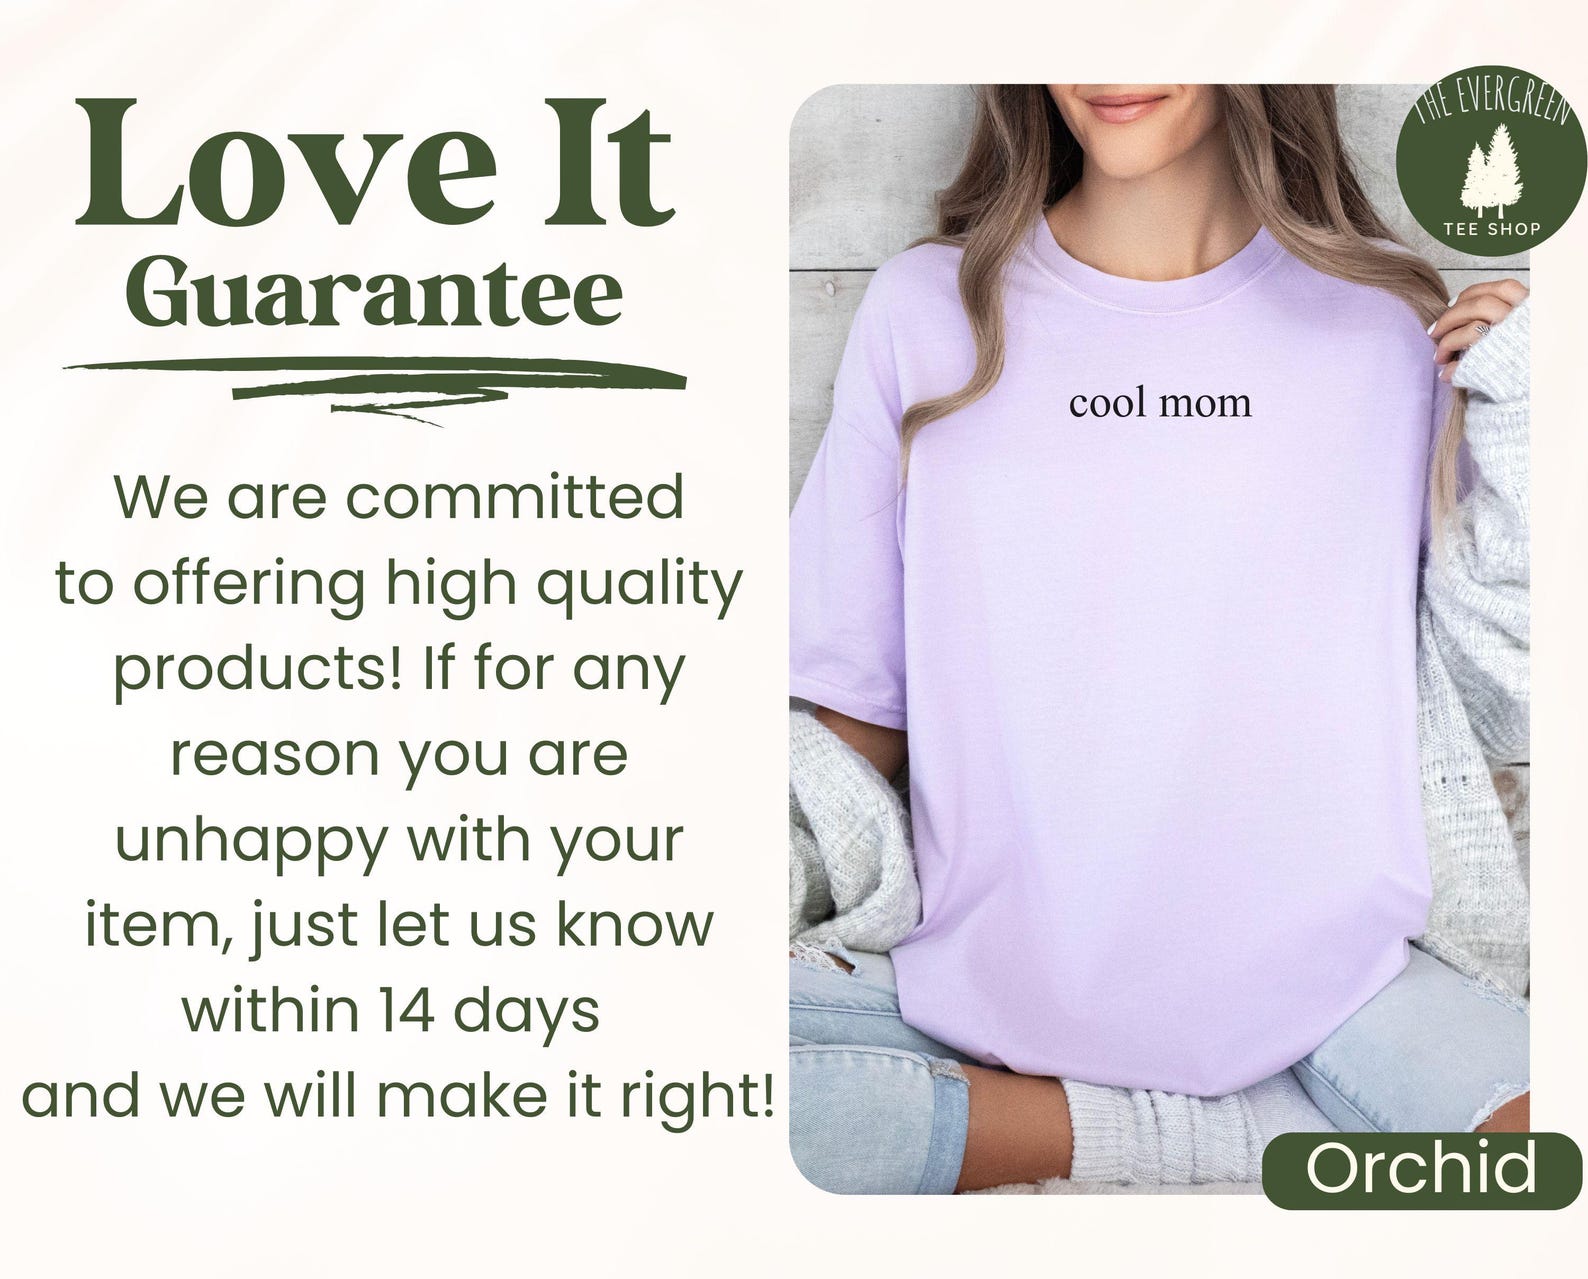 Love It
Guarantee
We are committed
to offering high quality
products! If for any
reason you are
unhappy with your
item, just let us know
within 14 days
and we will make it right!
THE EVERGREEN
TEE SHOP
cool mom
Orchid